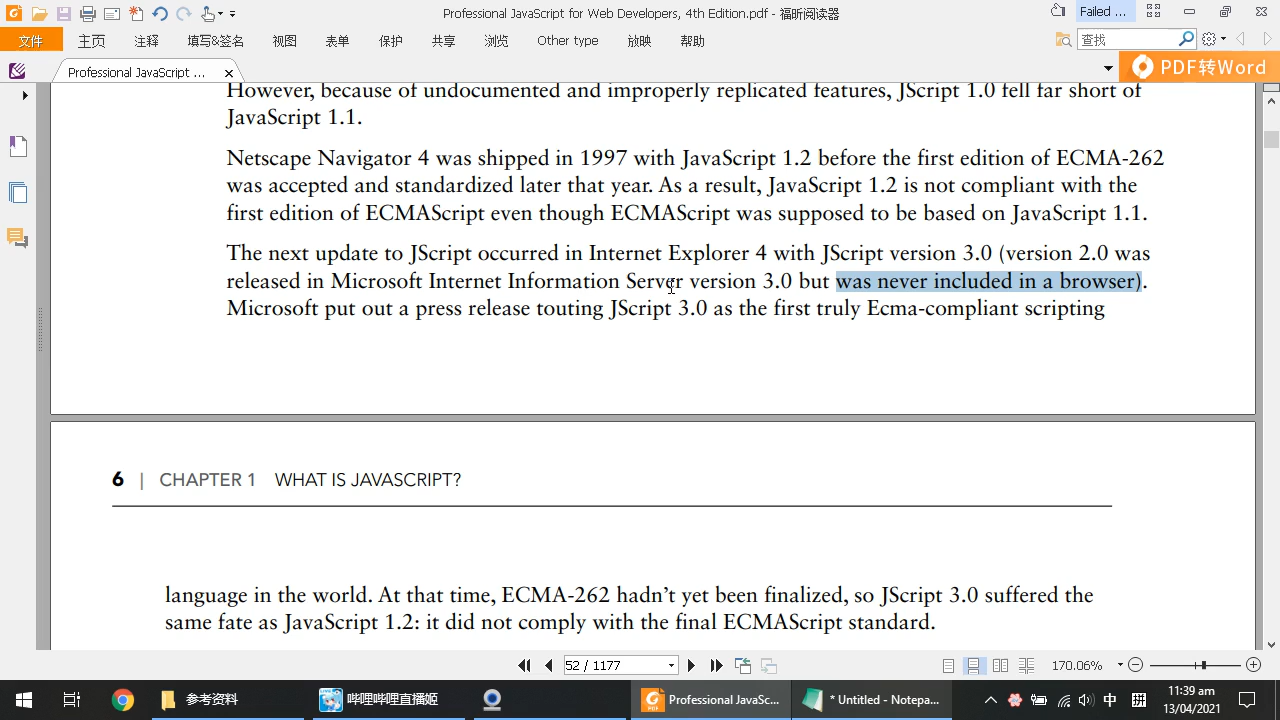 Professional JavaScript for Web Developers, 4th Edition.pdf - 福昕阅读器
Failed ...
文件 主页 注释 填写&签名 视图 表单 保护 共享 浏览 Other type 放映 帮助 查找
Professional JavaScript ... PDF转Word
However, because of undocumented and improperly replicated features, JScript 1.0 fell far short of
JavaScript 1.1.
Netscape Navigator 4 was shipped in 1997 with JavaScript 1.2 before the first edition of ECMA-262
was accepted and standardized later that year. As a result, JavaScript 1.2 is not compliant with the
first edition of ECMAScript even though ECMAScript was supposed to be based on JavaScript 1.1.
The next update to JScript occurred in Internet Explorer 4 with JScript version 3.0 (version 2.0 was
released in Microsoft Internet Information Server version 3.0 but was never included in a browser).
Microsoft put out a press release touting JScript 3.0 as the first truly Ecma-compliant scripting
6 | CHAPTER 1 WHAT IS JAVASCRIPT?
language in the world. At that time, ECMA-262 hadn't yet been finalized, so JScript 3.0 suffered the
same fate as JavaScript 1.2: it did not comply with the final ECMAScript standard.
52 / 1177 170.06%
参考资料 哔哩哔哩直播姬 Professional JavaSc... * Untitled - Notepa... 中 拼 11:39 am
13/04/2021